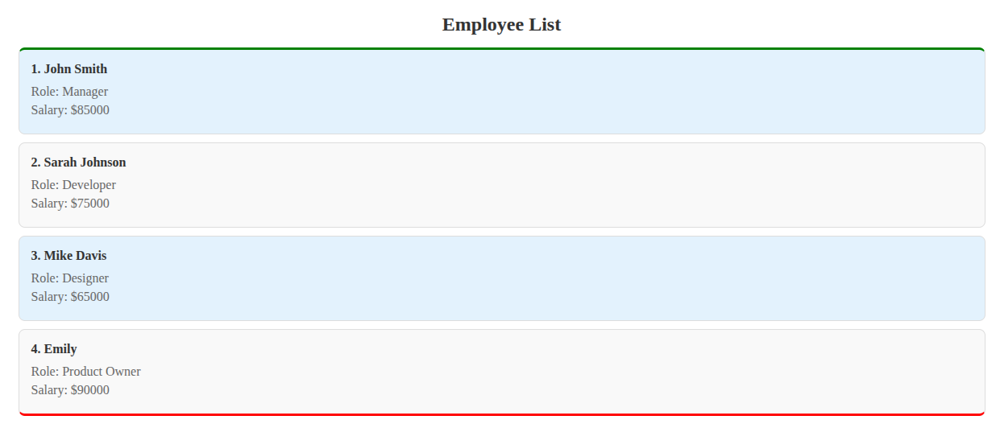 Employee List
1. John Smith
Role: Manager
Salary: $85000
2. Sarah Johnson
Role: Developer
Salary: $75000
3. Mike Davis
Role: Designer
Salary: $65000
4. Emily
Role: Product Owner
Salary: $90000